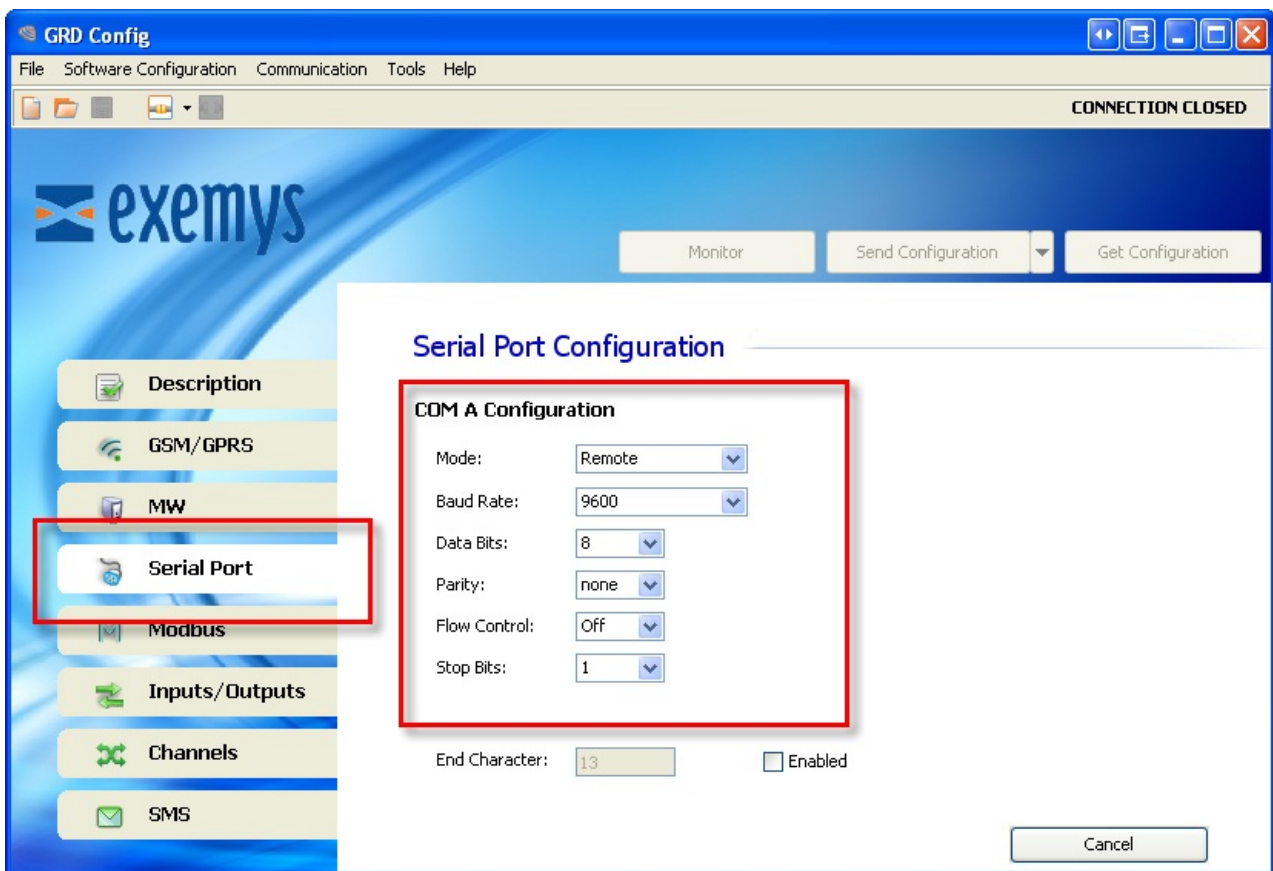 GRD Config
File Software Configuration Communication Tools Help
CONNECTION CLOSED
exemys
Monitor Send Configuration Get Configuration
Serial Port Configuration
Description
GSM/GPRS
MW
Serial Port
Modbus
Inputs/Outputs
Channels
SMS
COM A Configuration
Mode: Remote
Baud Rate: 9600
Data Bits: 8
Parity: none
Flow Control: Off
Stop Bits: 1
End Character: 13 Enabled
Cancel